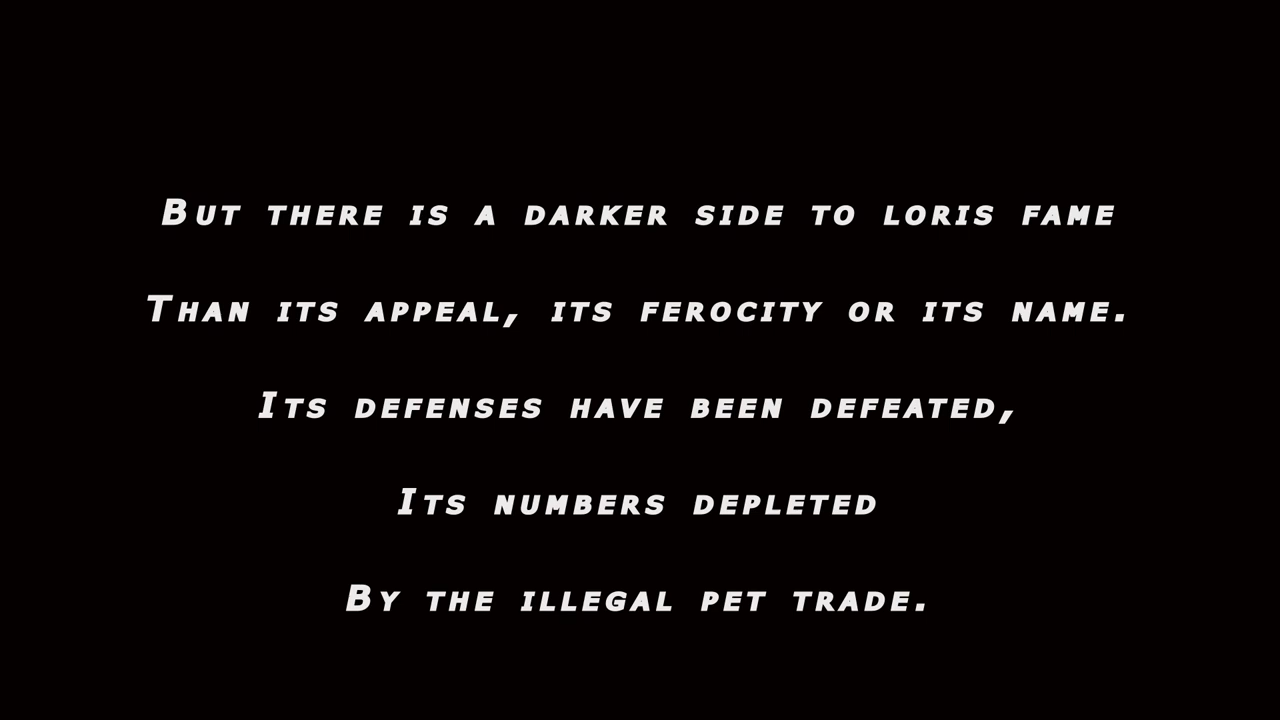 But there is a darker side to loris fame
Than its appeal, its ferocity or its name.
Its defenses have been defeated,
Its numbers depleted
By the illegal pet trade.